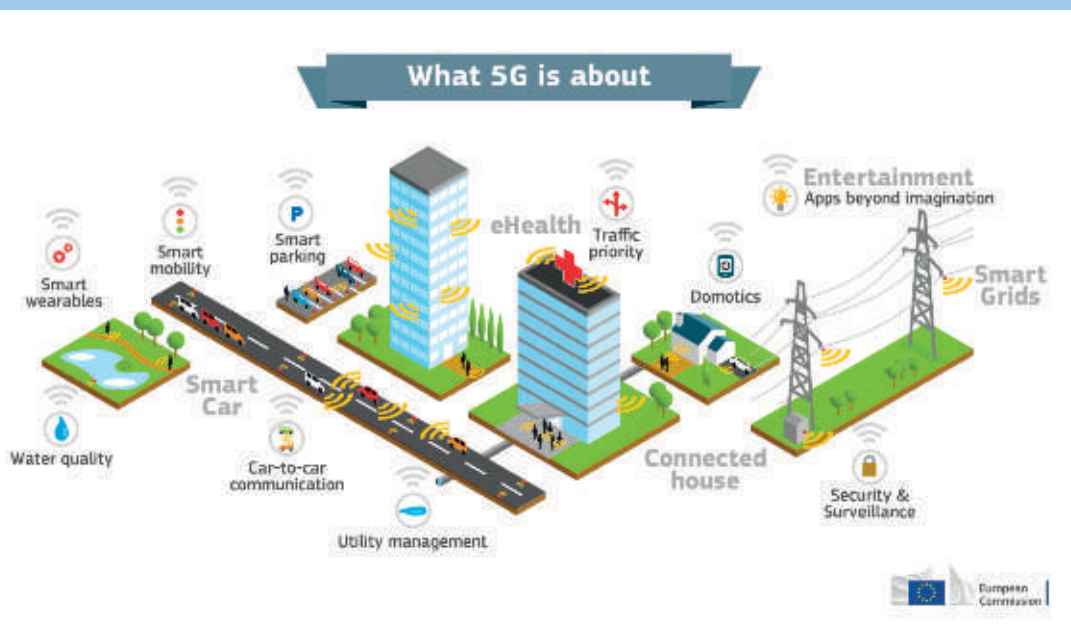 What 5G is about
Entertainment
Apps beyond imagination
eHealth
Traffic
priority
Smart
parking
Smart
mobility
Smart
wearables
Domotics
Smart
Grids
Smart
Car
Water quality
Car-to-car
communication
Connected
house
Security &
Surveillance
Utility management
P
European
Commission